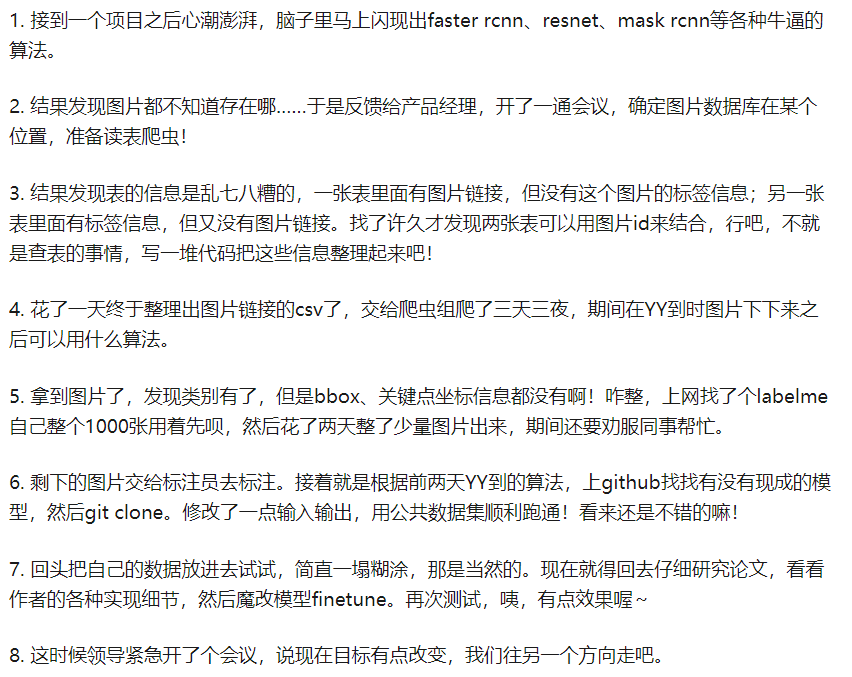 1. 接到一个项目之后心潮澎湃，脑子里马上闪现出faster rcnn、resnet、mask rcnn等各种牛逼的
算法。
2. 结果发现图片都不知道存在哪……于是反馈给产品经理，开了一通会议，确定图片数据库在某个
位置，准备读表爬虫！
3. 结果发现表的信息是乱七八糟的，一张表里面有图片链接，但没有这个图片的标签信息；另一张
表里面有标签信息，但又没有图片链接。找了许久才发现两张表可以用图片id来结合，行吧，不就
是查表的事情，写一堆代码把这些信息整理起来吧！
4. 花了一天终于整理出图片链接的csv了，交给爬虫组爬了三天三夜，期间在YY到时图片下下来之
后可以用什么算法。
5. 拿到图片了，发现类别有了，但是bbox、关键点坐标信息都没有啊！咋整，上网找了个labelme
自己整个1000张用着先呗，然后花了两天整了少量图片出来，期间还要劝服同事帮忙。
6. 剩下的图片交给标注员去标注。接着就是根据前两天YY到的算法，上github找找有没有现成的模
型，然后git clone。修改了一点输入输出，用公共数据集顺利跑通！看来还是不错的嘛！
7. 回头把自己的数据放进去试试，简直一塌糊涂，那是当然的。现在就得回去仔细研究论文，看看
作者的各种实现细节，然后魔改模型finetune。再次测试，咦，有点效果喔～
8. 这时候领导紧急开了个会议，说现在目标有点改变，我们往另一个方向走吧。